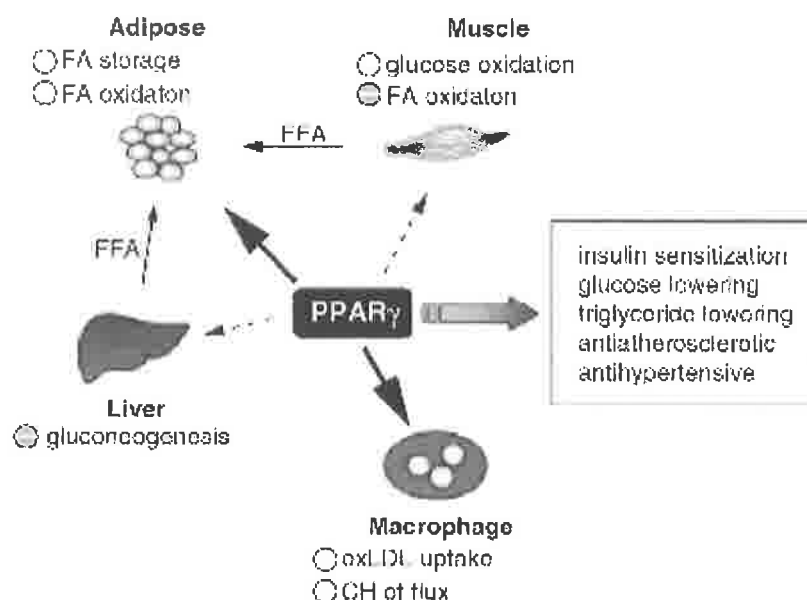 Adipose
FA storage
FA oxidaton
Muscle
glucose oxidation
FA oxidaton
FFA
FFA
PPARγ
insulin sensitization
glucose lowering
triglyceride lowering
antiatherosclerotic
antihypertensive
Liver
gluconeogenesis
Macrophage
oxLDL uptake
CH of flux